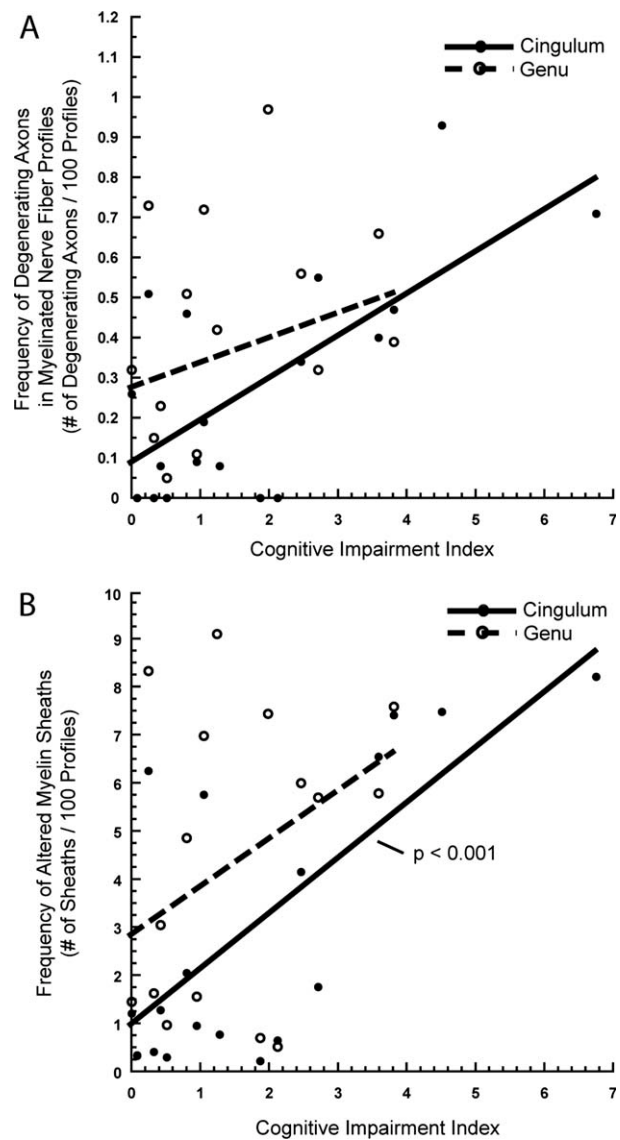 A
Frequency of Degenerating Axons
in Myelinated Nerve Fiber Profiles
(# of Degenerating Axons / 100 Profiles)
1.2
1.1
1
0.9
0.8
0.7
0.6
0.5
0.4
0.3
0.2
0.1
0
Cingulum
Genu
0 1 2 3 4 5 6 7
Cognitive Impairment Index
B
Frequency of Altered Myelin Sheaths
(# of Sheaths / 100 Profiles)
10
9
8
7
6
5
4
3
2
1
0
Cingulum
Genu
p < 0.001
0 1 2 3 4 5 6 7
Cognitive Impairment Index